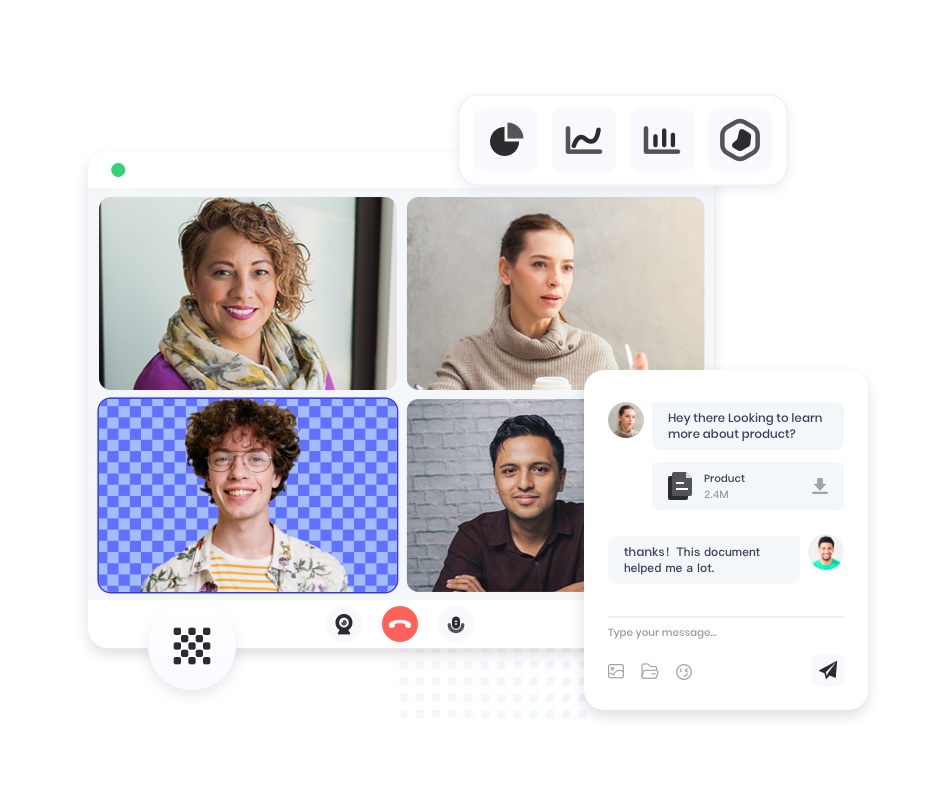 Hey there Looking to learn
more about product?
Product
2.4M
thanks! This document
helped me a lot.
Type your message...